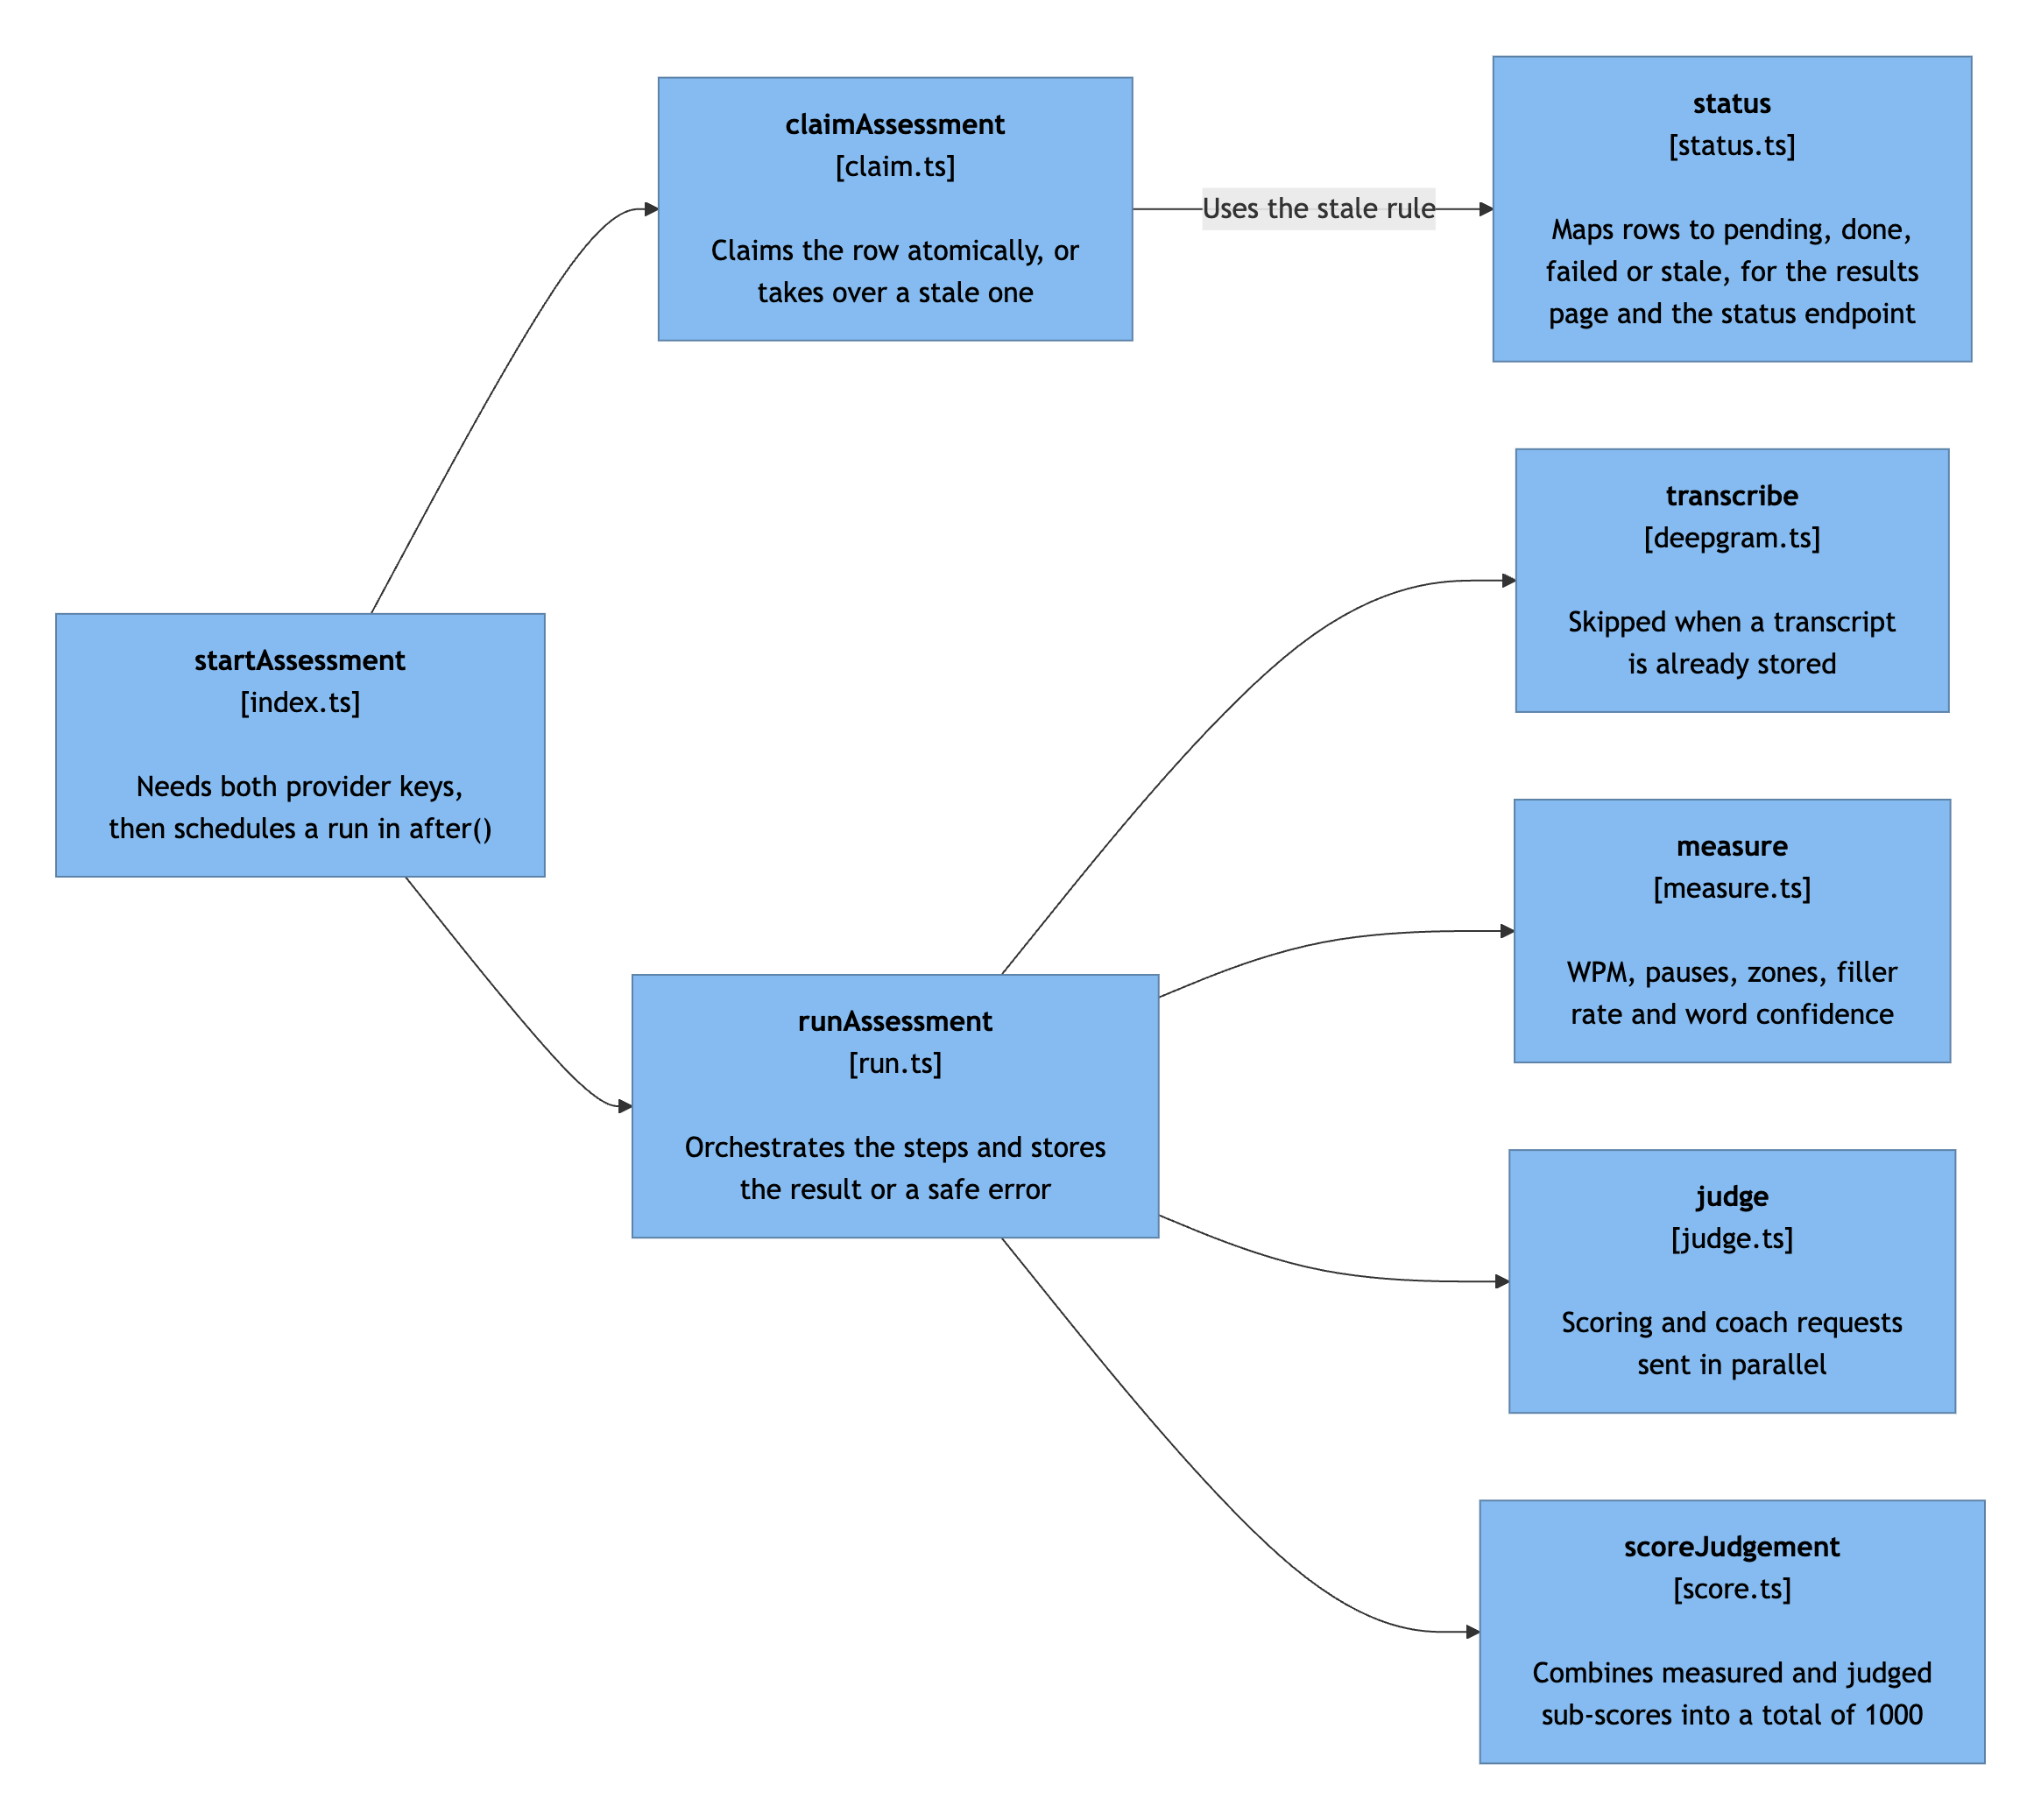 startAssessment
[index.ts]
Needs both provider keys,
then schedules a run in after()
claimAssessment
[claim.ts]
Claims the row atomically, or
takes over a stale one
Uses the stale rule
status
[status.ts]
Maps rows to pending, done,
failed or stale, for the results
page and the status endpoint
runAssessment
[run.ts]
Orchestrates the steps and stores
the result or a safe error
transcribe
[deepgram.ts]
Skipped when a transcript
is already stored
measure
[measure.ts]
WPM, pauses, zones, filler
rate and word confidence
judge
[judge.ts]
Scoring and coach requests
sent in parallel
scoreJudgement
[score.ts]
Combines measured and judged
sub-scores into a total of 1000